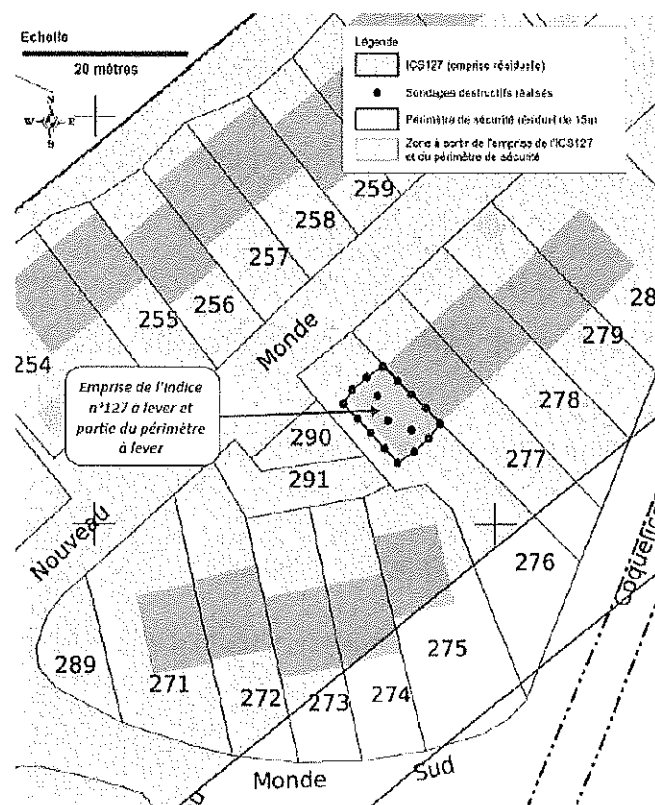 Echelle
20 mètres
N
W
E
S
Légende
ICS127 (emprise résiduelle)
Sondages destructifs réalisés
Périmètre de sécurité résiduel de 15m
Zone à sortir de l'emprise de l'ICS127
et du périmètre de sécurité
259
258
257
256
255
254
Monde
28
279
278
277
276
Emprise de l'indice
n°127 à lever et
partie du périmètre
à lever
290
291
Nouveau
289
271
272
273
274
275
Monde
Sud